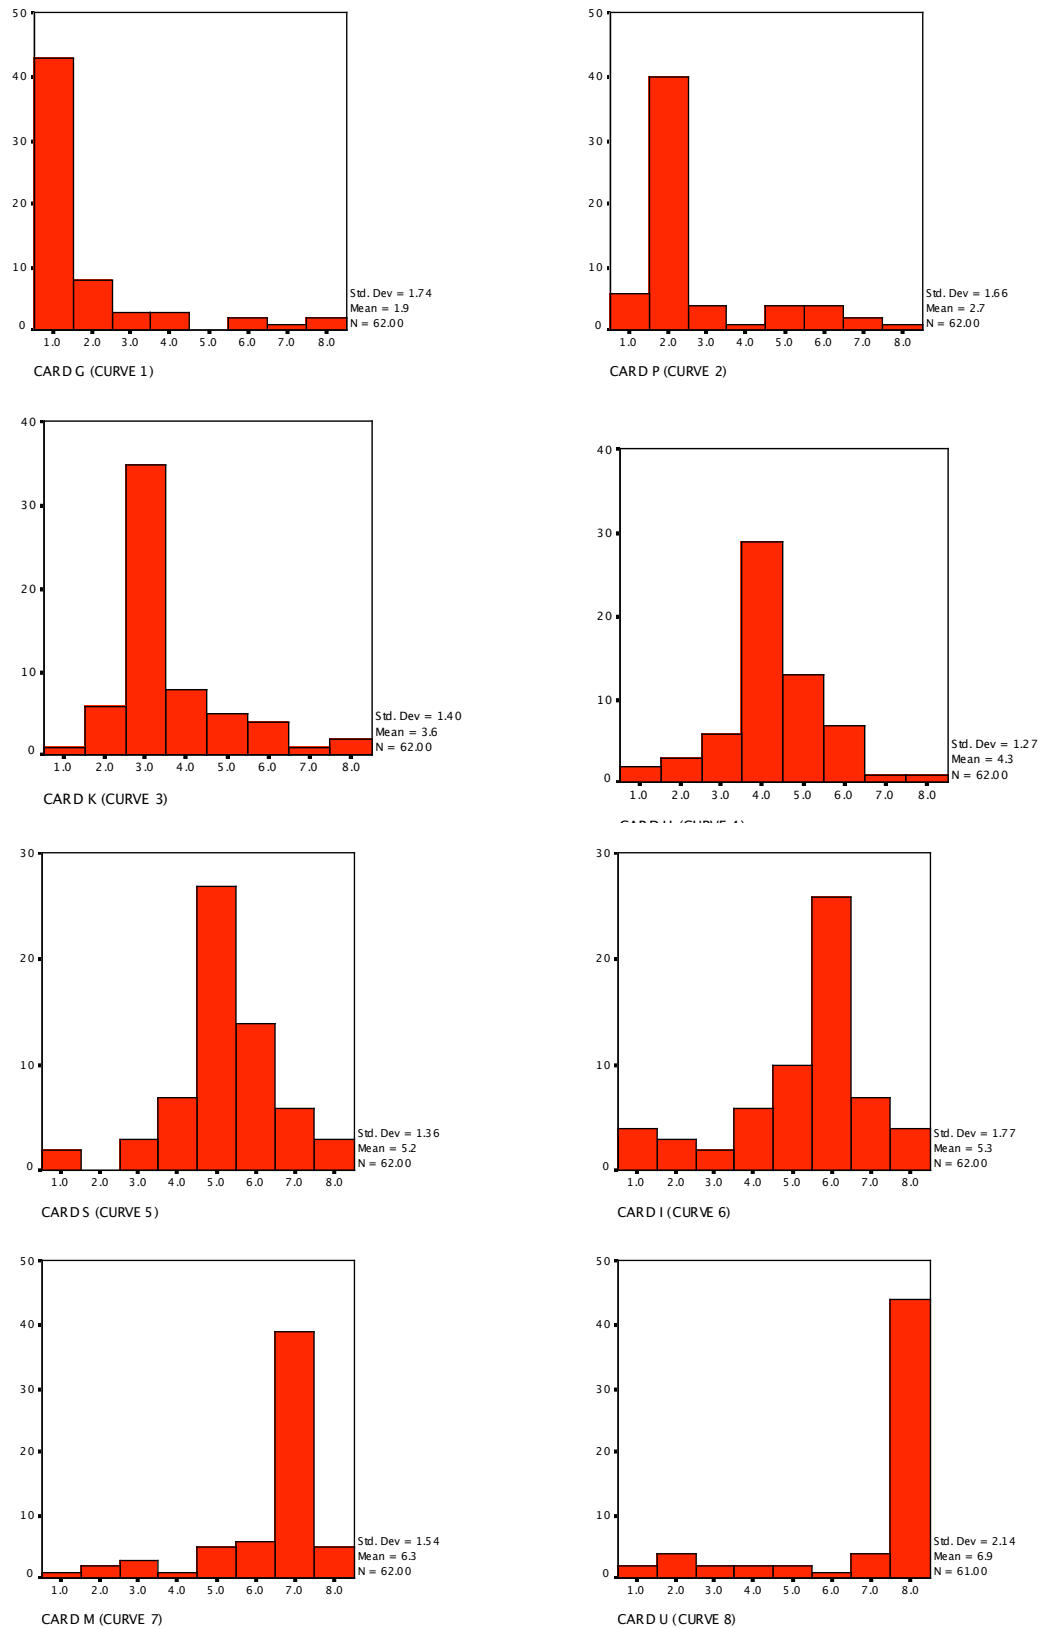 50
40
30
20
10
0
1.0 2.0 3.0 4.0 5.0 6.0 7.0 8.0
Std. Dev = 1.74
Mean = 1.9
N = 62.00
CARD G (CURVE 1)
50
40
30
20
10
0
1.0 2.0 3.0 4.0 5.0 6.0 7.0 8.0
Std. Dev = 1.66
Mean = 2.7
N = 62.00
CARD P (CURVE 2)
40
30
20
10
0
1.0 2.0 3.0 4.0 5.0 6.0 7.0 8.0
Std. Dev = 1.40
Mean = 3.6
N = 62.00
CARD K (CURVE 3)
40
30
20
10
0
1.0 2.0 3.0 4.0 5.0 6.0 7.0 8.0
Std. Dev = 1.27
Mean = 4.3
N = 62.00
30
20
10
0
1.0 2.0 3.0 4.0 5.0 6.0 7.0 8.0
Std. Dev = 1.36
Mean = 5.2
N = 62.00
CARD S (CURVE 5)
30
20
10
0
1.0 2.0 3.0 4.0 5.0 6.0 7.0 8.0
Std. Dev = 1.77
Mean = 5.3
N = 62.00
CARD I (CURVE 6)
50
40
30
20
10
0
1.0 2.0 3.0 4.0 5.0 6.0 7.0 8.0
Std. Dev = 1.54
Mean = 6.3
N = 62.00
CARD M (CURVE 7)
50
40
30
20
10
0
1.0 2.0 3.0 4.0 5.0 6.0 7.0 8.0
Std. Dev = 2.14
Mean = 6.9
N = 61.00
CARD U (CURVE 8)